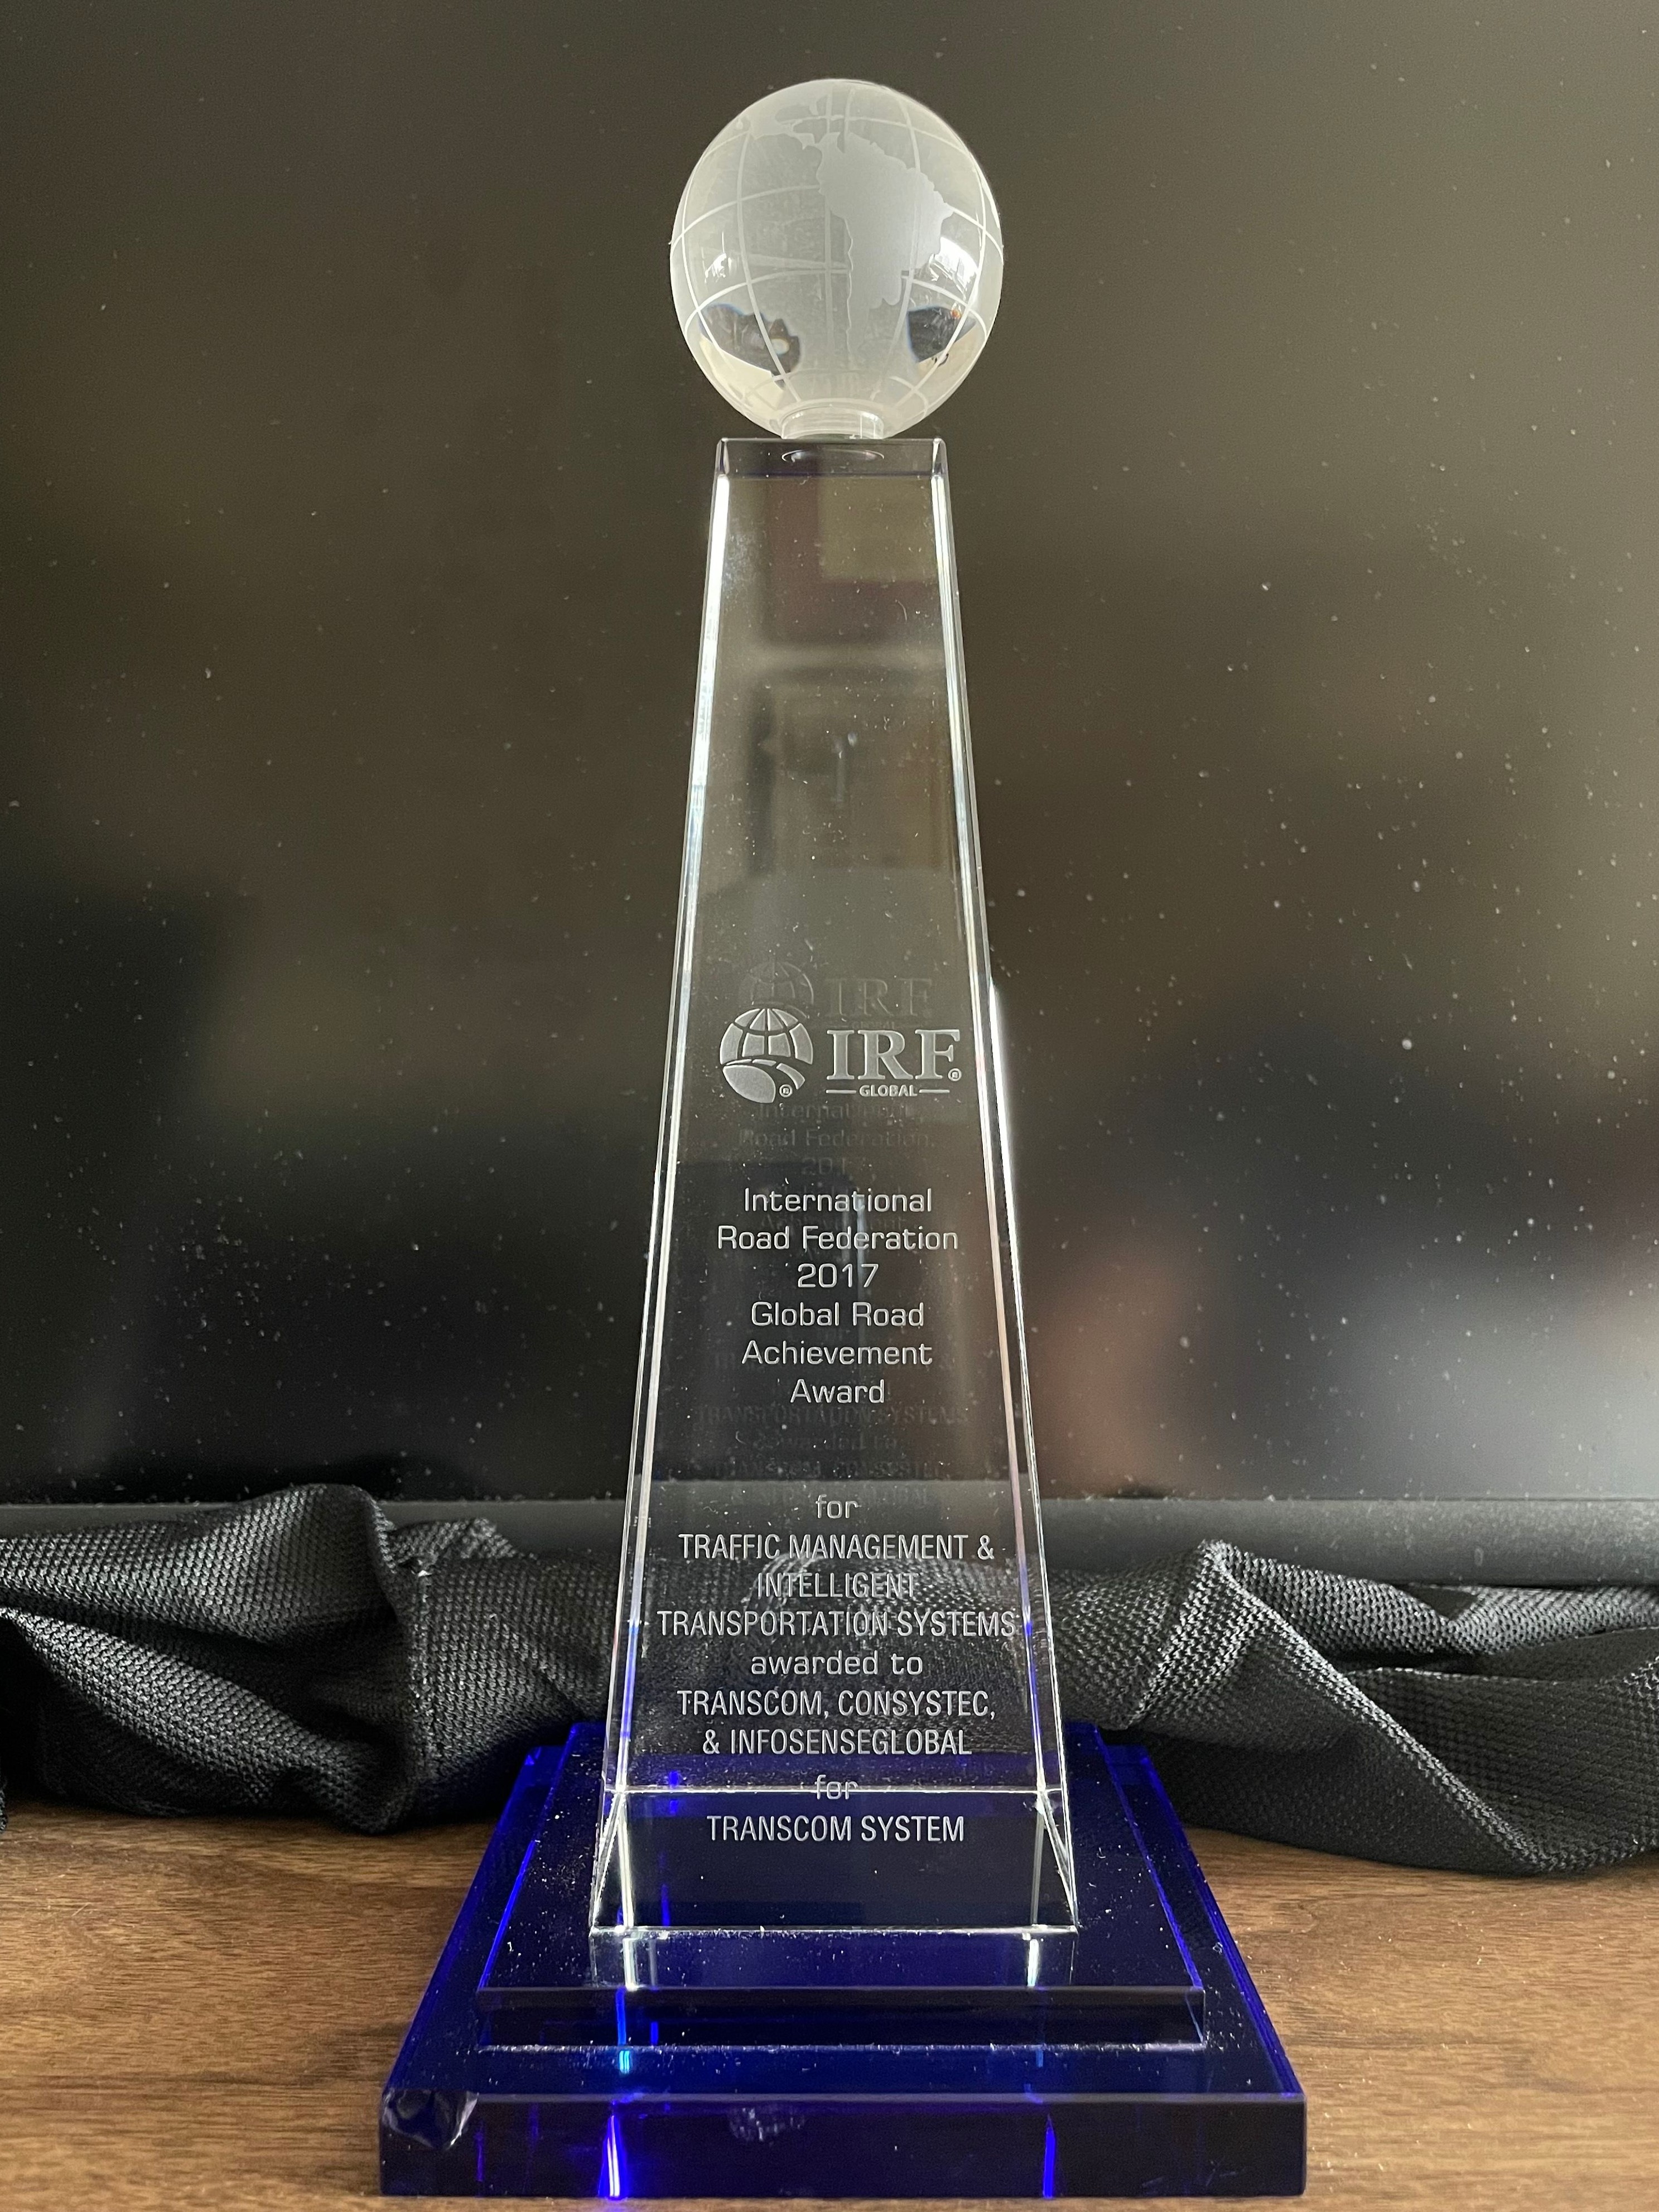 IRF®
GLOBAL
®
International
Road Federation
2017
Global Road
Achievement
Award
for
TRAFFIC MANAGEMENT &
INTELLIGENT
TRANSPORTATION SYSTEMS
awarded to
TRANSCOM, CONSYSTEC,
& INFOSENSEGLOBAL
for
TRANSCOM SYSTEM